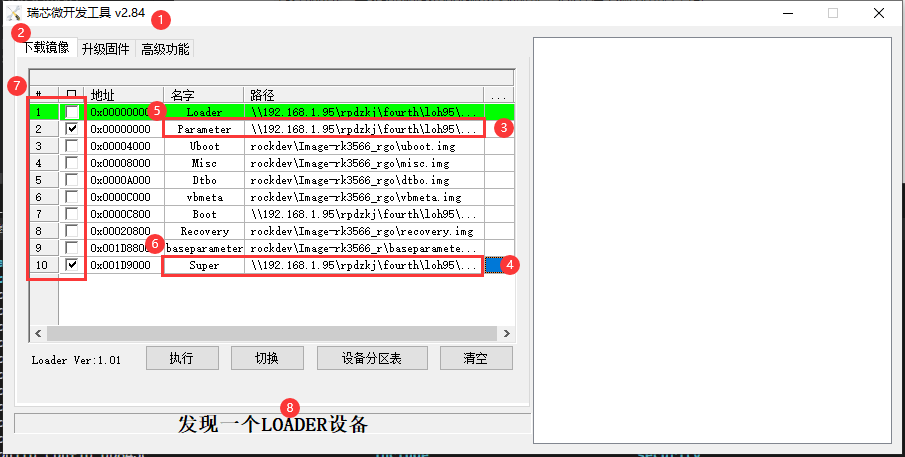 瑞芯微开发工具 v2.84
1
2
下载镜像 升级固件 高级功能
7
# 地址 名字 路径 ...
5
1 0x00000000 Loader \\192.168.1.95\rpdzkj\fourth\loh95\...
2 0x00000000 Parameter \\192.168.1.95\rpdzkj\fourth\loh95\...
3
3 0x00004000 Uboot rockdev\Image-rk3566_rgo\uboot.img
4 0x00008000 Misc rockdev\Image-rk3566_rgo\misc.img
5 0x0000A000 Dtbo rockdev\Image-rk3566_rgo\dtbo.img
6 0x0000C000 vbmeta rockdev\Image-rk3566_rgo\vbmeta.img
7 0x0000C800 Boot \\192.168.1.95\rpdzkj\fourth\loh95\...
8 0x00020800 Recovery rockdev\Image-rk3566_rgo\recovery.img
6
9 0x001D8800 baseparameter rockdev\Image-rk3566_r\baseparamete...
10 0x001D9000 Super \\192.168.1.95\rpdzkj\fourth\loh95\...
4
Loader Ver:1.01 执行 切换 设备分区表 清空
8
发现一个LOADER设备